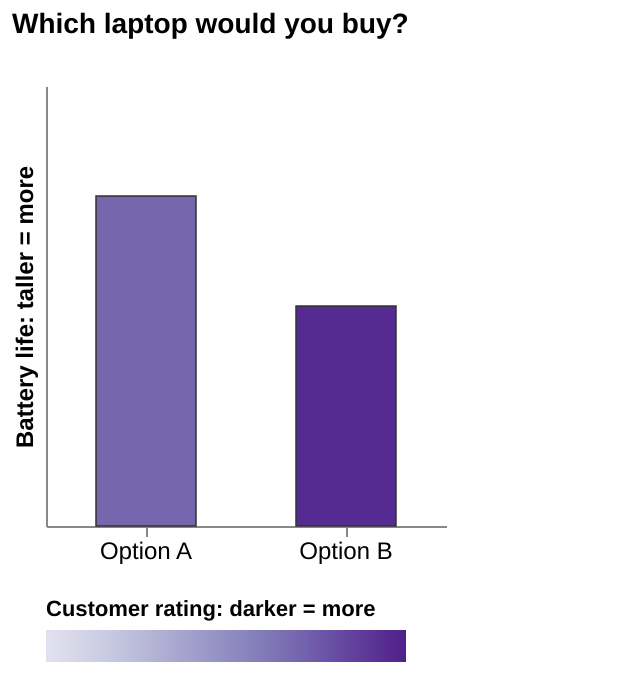 Which laptop would you buy?
Battery life: taller = more
Option A
Option B
Customer rating: darker = more